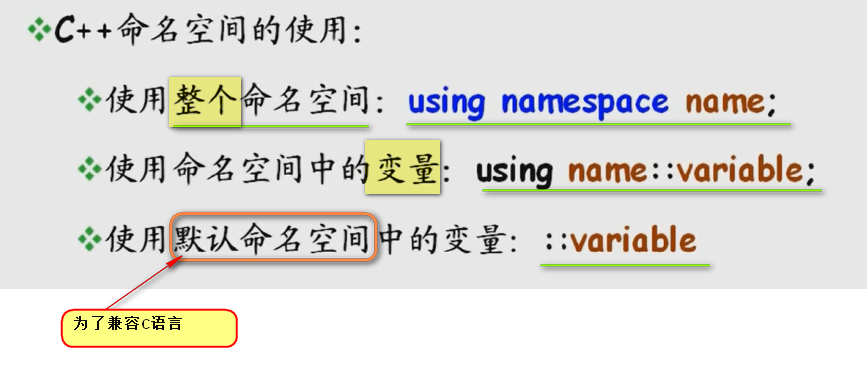 ❖C++命名空间的使用:
❖使用整个命名空间: using namespace name;
❖使用命名空间中的变量: using name::variable;
❖使用默认命名空间中的变量: ::variable
为了兼容C语言